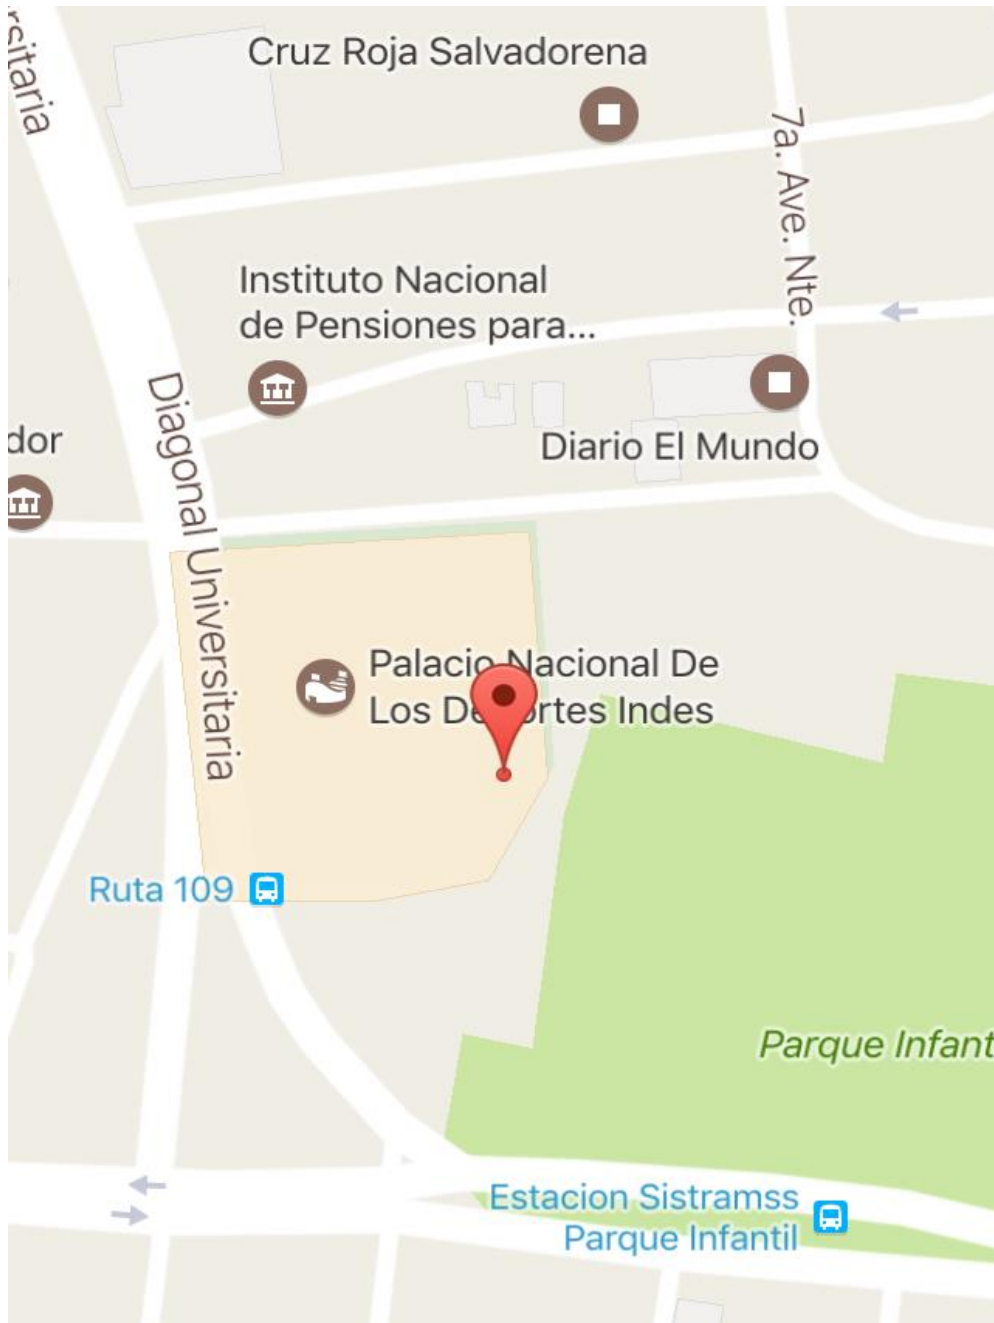 rsitaria
Cruz Roja Salvadorena
7a. Ave. Nte.
Instituto Nacional
de Pensiones para...
Diagonal Universitaria
dor
Diario El Mundo
Palacio Nacional De
Los Deportes Indes
Ruta 109
Parque Infant
Estacion Sistramss
Parque Infantil